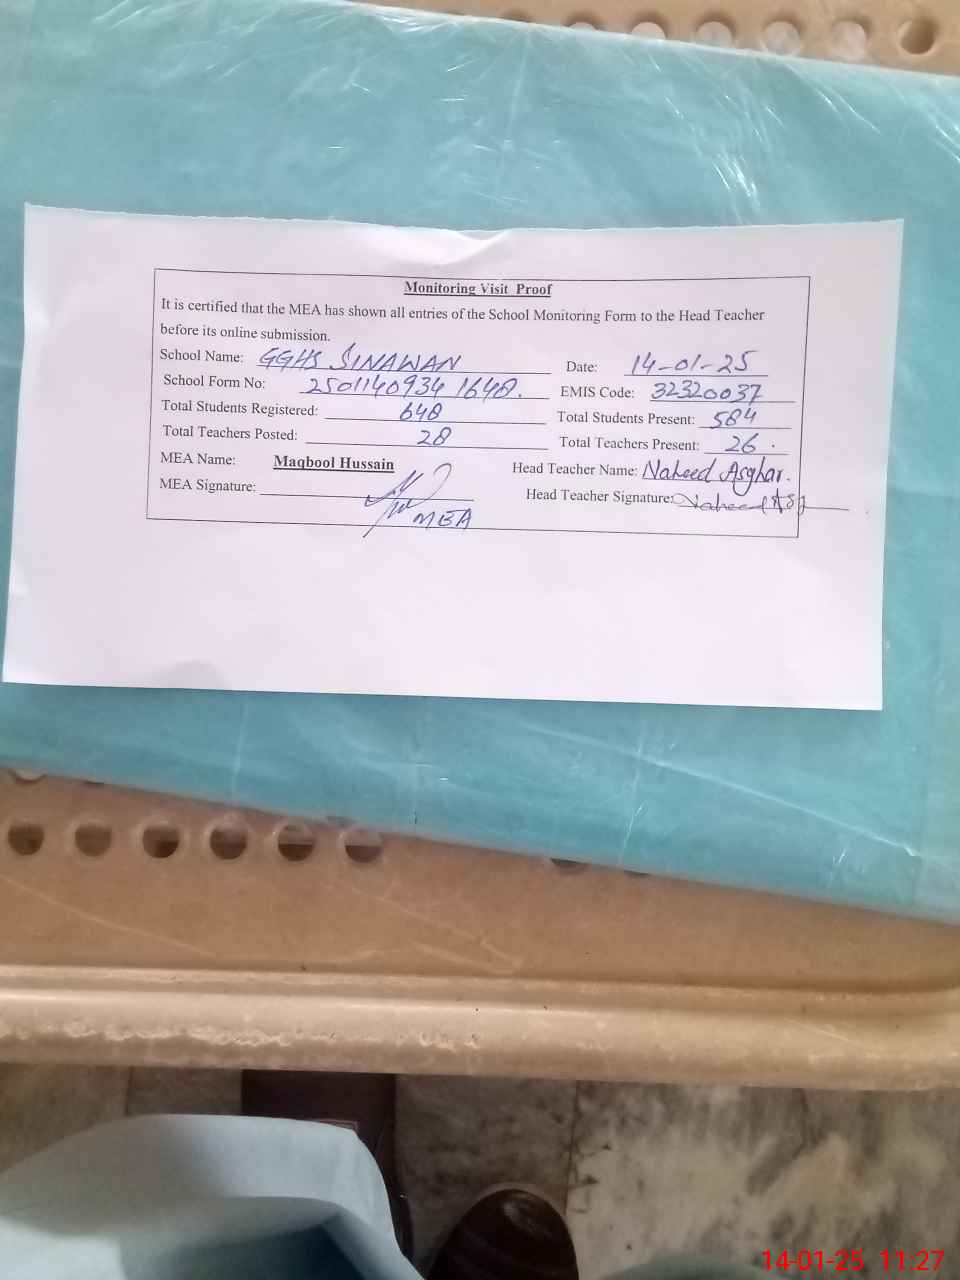 Monitoring Visit Proof
It is certified that the MEA has shown all entries of the School Monitoring Form to the Head Teacher
before its online submission.
School Name: GGHS SINAWAN Date: 14-01-25
School Form No: 2501140934 1648. EMIS Code: 32320037
Total Students Registered: 648 Total Students Present: 584
Total Teachers Posted: 28 Total Teachers Present: 26.
MEA Name: Maqbool Hussain Head Teacher Name: Naheed Asghar.
MEA Signature: Head Teacher Signature: Naheed Asg
MEA
14-01-25 11:27